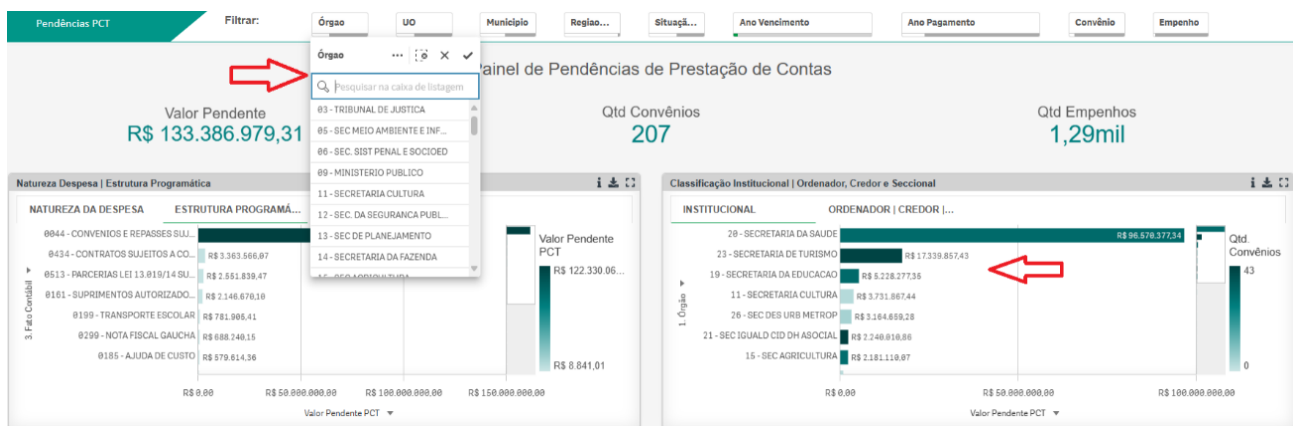 Pendências PCT
Filtrar:
Órgao
UO
Municipio
Regiao...
Situaçã...
Ano Vencimento
Ano Pagamento
Convênio
Empenho
Órgao
Pesquisar na caixa de listagem
03 - TRIBUNAL DE JUSTICA
05 - SEC MEIO AMBIENTE E INF...
06 - SEC. SIST PENAL E SOCIOED
09 - MINISTERIO PUBLICO
11 - SECRETARIA CULTURA
12 - SEC. DA SEGURANCA PUBL...
13 - SEC DE PLANEJAMENTO
14 - SECRETARIA DA FAZENDA
15 - SEC AGRICULTURA
Painel de Pendências de Prestação de Contas
Valor Pendente
R$ 133.386.979,31
Qtd Convênios
207
Qtd Empenhos
1,29mil
Natureza Despesa | Estrutura Programática
NATUREZA DA DESPESA
ESTRUTURA PROGRAMÁ...
3. Fato Contábil
0044 - CONVENIOS E REPASSES SUJ...
0434 - CONTRATOS SUJEITOS A CO...
R$ 3.363.566,07
0513 - PARCERIAS LEI 13.019/14 SU...
R$ 2.551.839,47
0161 - SUPRIMENTOS AUTORIZADO...
R$ 2.146.670,10
0199 - TRANSPORTE ESCOLAR
R$ 781.905,41
0299 - NOTA FISCAL GAUCHA
R$ 688.240,15
0185 - AJUDA DE CUSTO
R$ 579.614,36
R$ 0,00
R$ 50.000.000,00
R$ 100.000.000,00
R$ 150.000.000,00
Valor Pendente PCT
Valor Pendente
PCT
R$ 122.330.06...
R$ 8.841,01
Classificação Institucional | Ordenador, Credor e Seccional
INSTITUCIONAL
ORDENADOR | CREDOR |...
1. Órgão
20 - SECRETARIA DA SAUDE
R$ 96.570.377,34
23 - SECRETARIA DE TURISMO
R$ 17.339.857,43
19 - SECRETARIA DA EDUCACAO
R$ 5.228.277,35
11 - SECRETARIA CULTURA
R$ 3.731.867,44
26 - SEC DES URB METROP
R$ 3.164.659,28
21 - SEC IGUALD CID DH ASOCIAL
R$ 2.240.010,86
15 - SEC AGRICULTURA
R$ 2.181.110,07
R$ 0,00
R$ 50.000.000,00
R$ 100.000.000,00
Valor Pendente PCT
Qtd.
Convênios
43
0